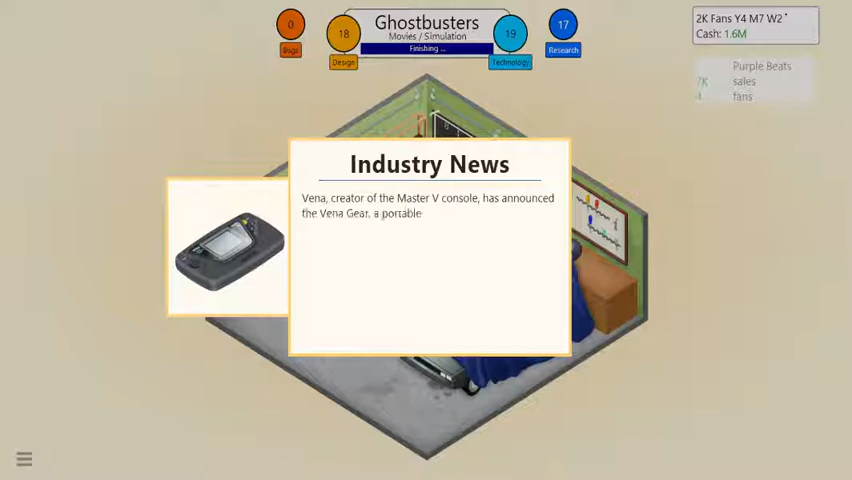 0
Bugs
18
Design
Ghostbusters
Movies / Simulation
Finishing ...
19
Technology
17
Research
2K Fans Y4 M7 W2
Cash: 1.6M
Purple Beats
7K sales
4 fans
Industry News
Vena, creator of the Master V console, has announced
the Vena Gear, a portable